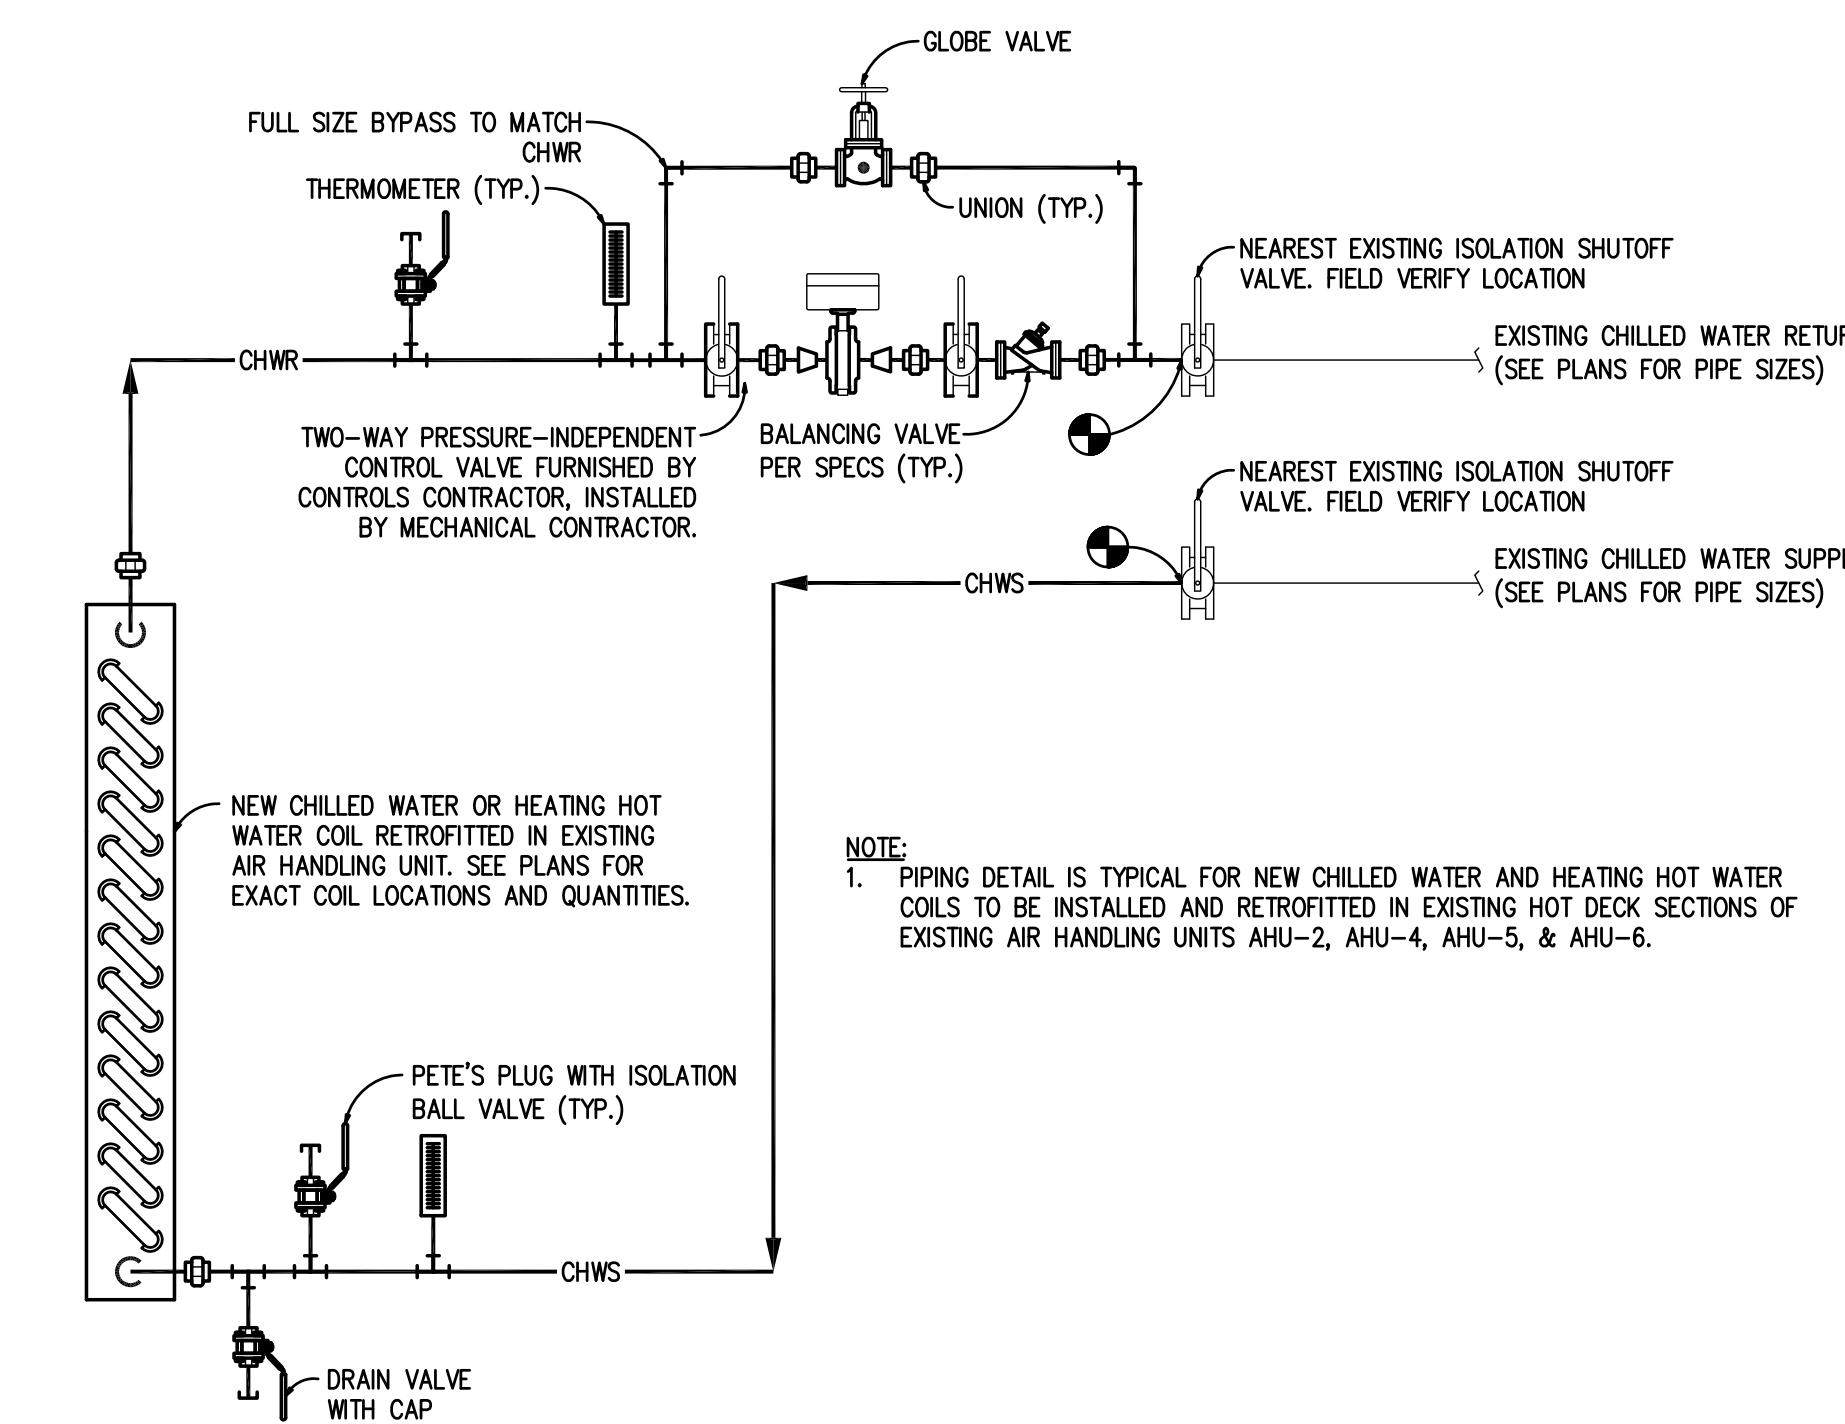 GLOBE VALVE
FULL SIZE BYPASS TO MATCH
CHWR
THERMOMETER (TYP.)
UNION (TYP.)
NEAREST EXISTING ISOLATION SHUTOFF
VALVE. FIELD VERIFY LOCATION
EXISTING CHILLED WATER RETUR
(SEE PLANS FOR PIPE SIZES)
CHWR
TWO-WAY PRESSURE-INDEPENDENT
CONTROL VALVE FURNISHED BY
CONTROLS CONTRACTOR, INSTALLED
BY MECHANICAL CONTRACTOR.
BALANCING VALVE
PER SPECS (TYP.)
NEAREST EXISTING ISOLATION SHUTOFF
VALVE. FIELD VERIFY LOCATION
EXISTING CHILLED WATER SUPPL
(SEE PLANS FOR PIPE SIZES)
CHWS
NEW CHILLED WATER OR HEATING HOT
WATER COIL RETROFITTED IN EXISTING
AIR HANDLING UNIT. SEE PLANS FOR
EXACT COIL LOCATIONS AND QUANTITIES.
NOTE:
1. PIPING DETAIL IS TYPICAL FOR NEW CHILLED WATER AND HEATING HOT WATER
COILS TO BE INSTALLED AND RETROFITTED IN EXISTING HOT DECK SECTIONS OF
EXISTING AIR HANDLING UNITS AHU-2, AHU-4, AHU-5, & AHU-6.
PETE'S PLUG WITH ISOLATION
BALL VALVE (TYP.)
CHWS
DRAIN VALVE
WITH CAP